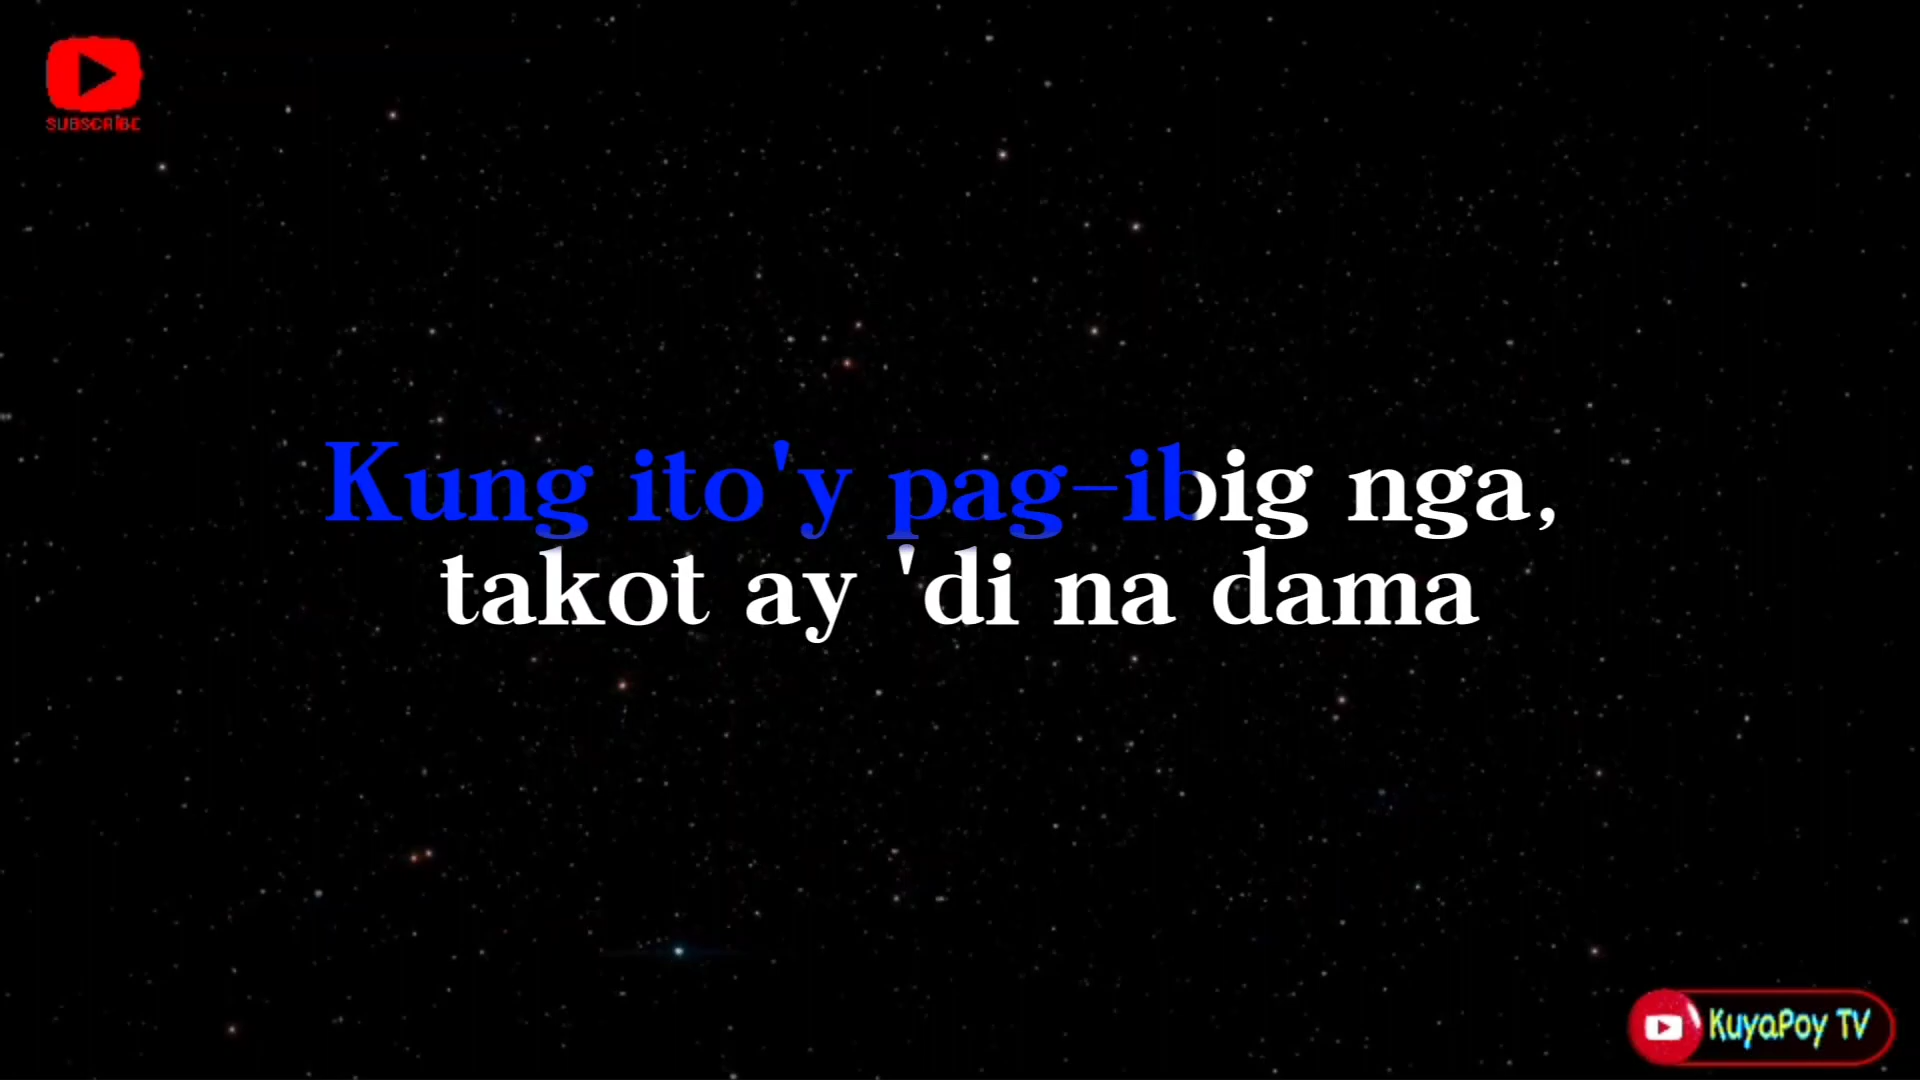 SUBSCRIBE
Kung ito'y pag-ibig nga,
takot ay 'di na dama
KuyaPoy TV